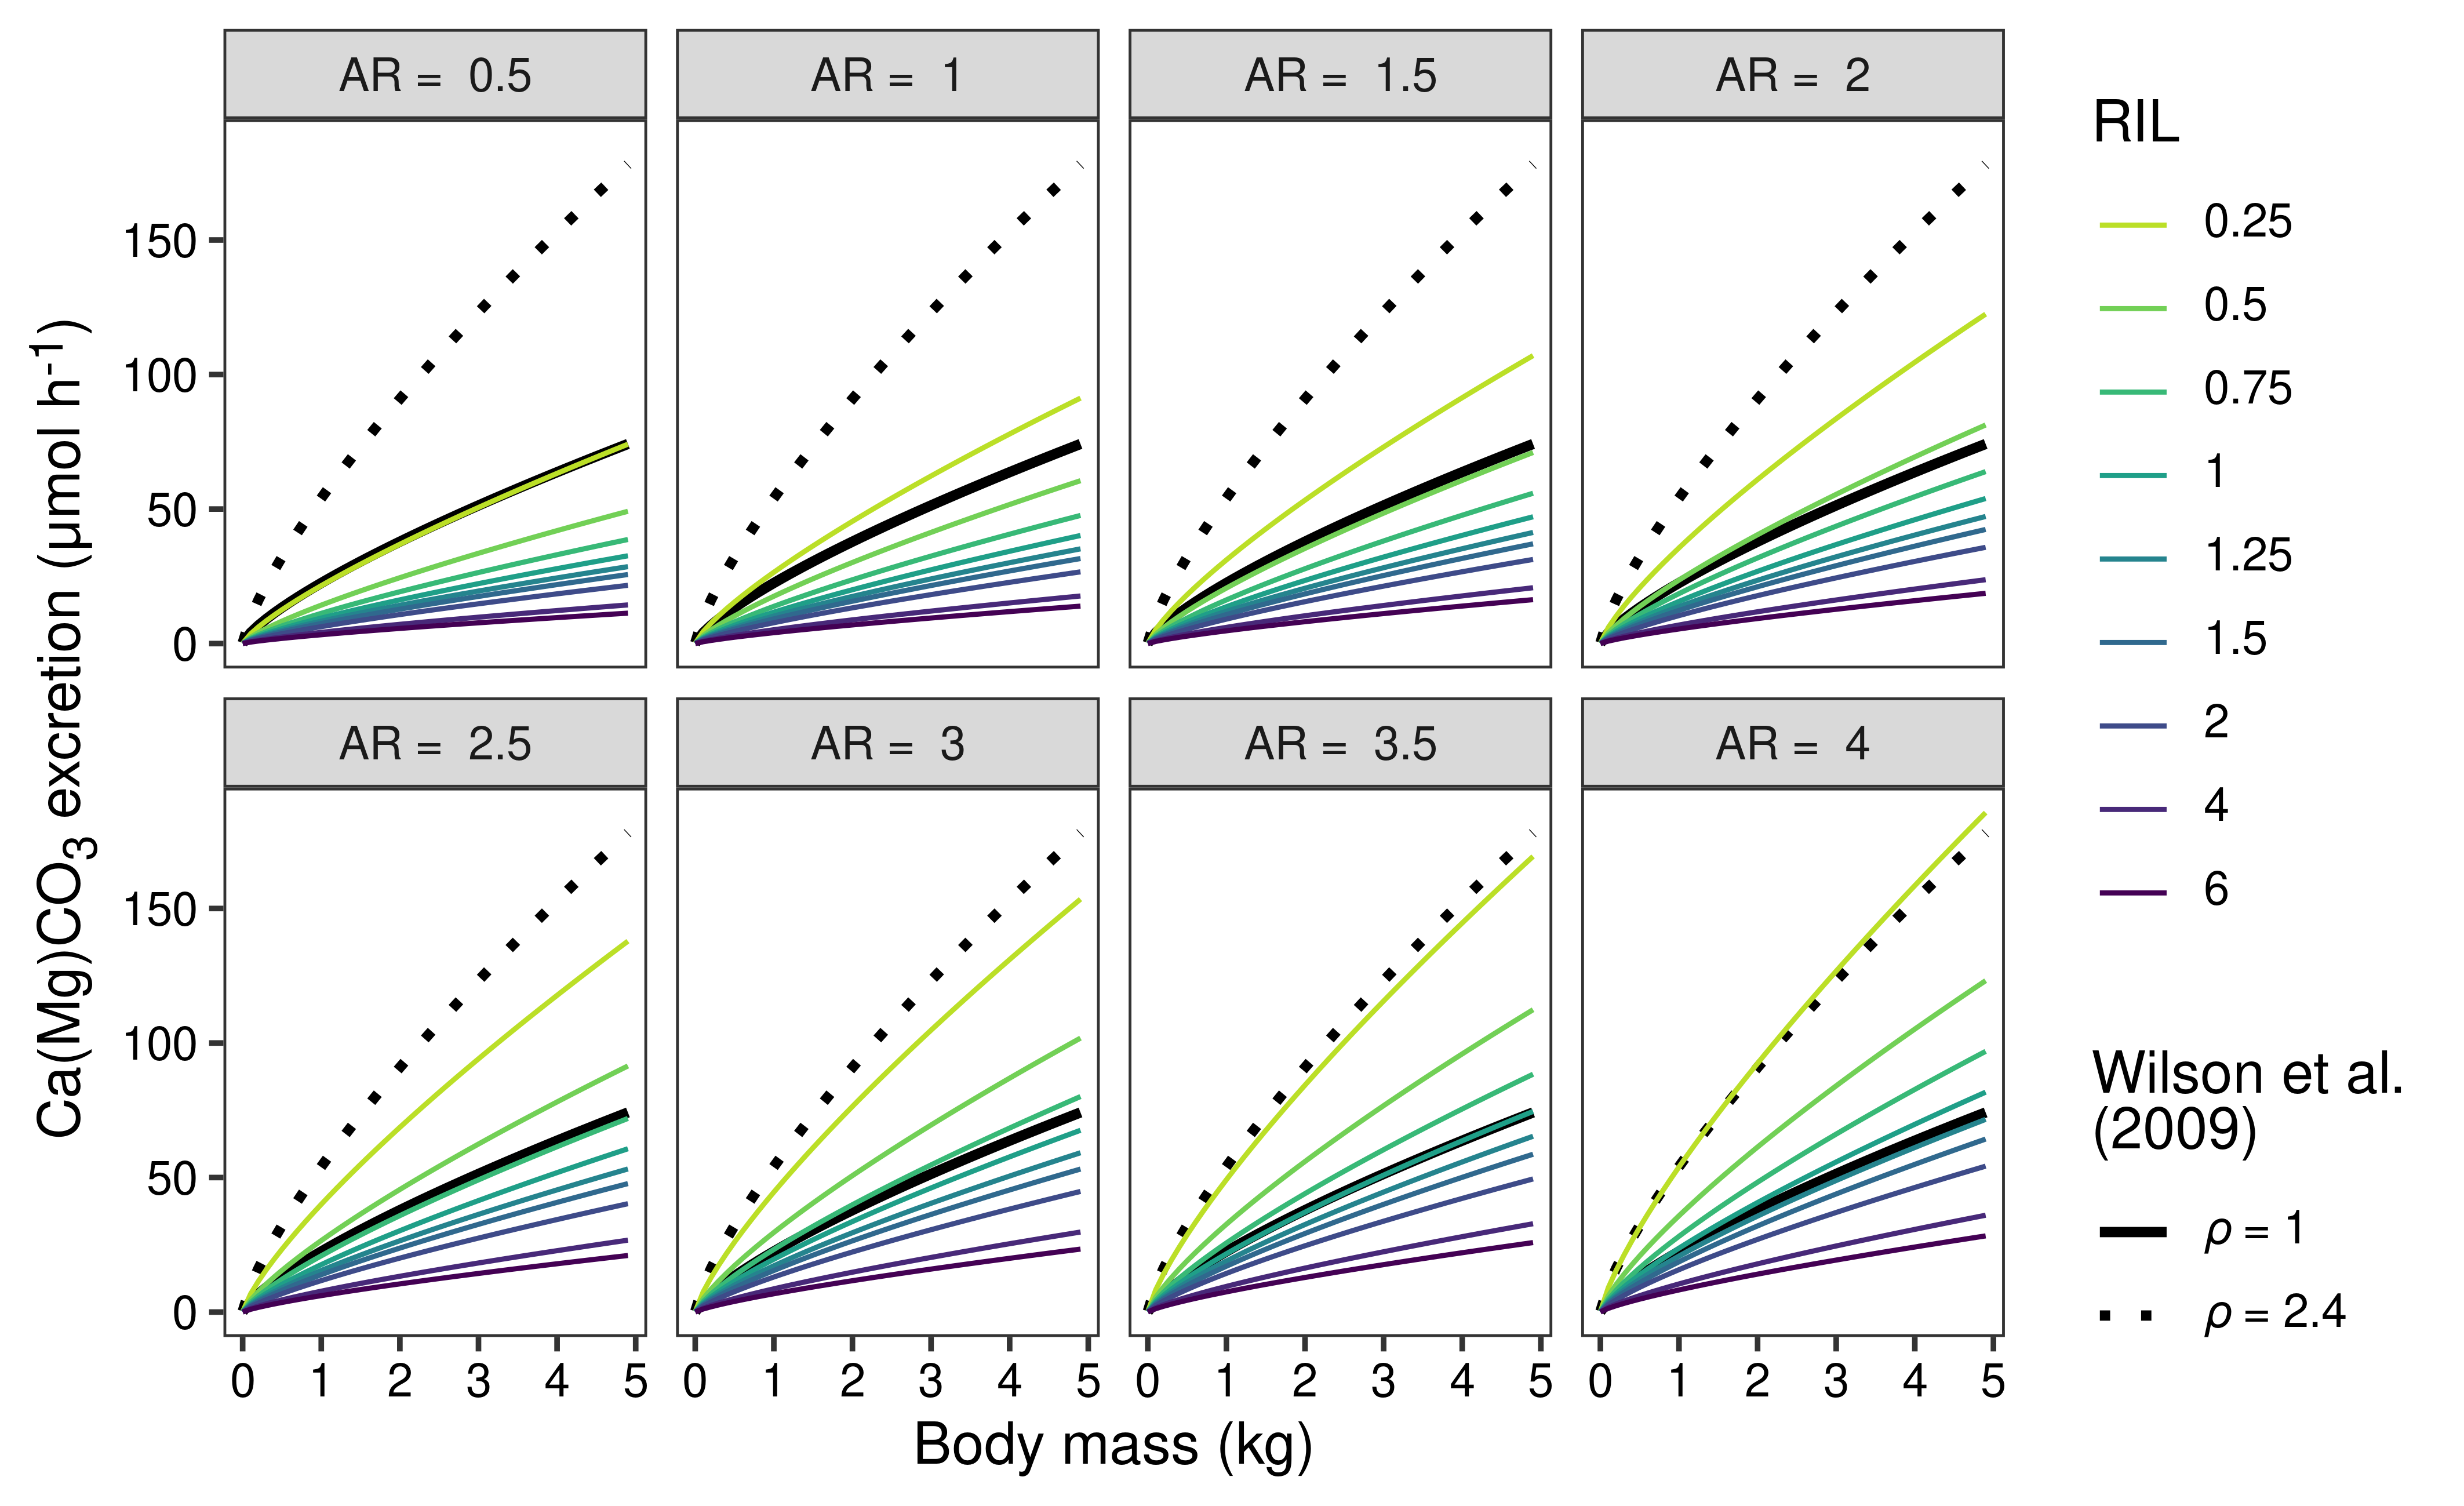 AR = 0.5
AR = 1
AR = 1.5
AR = 2
150
100
50
0
AR = 2.5
AR = 3
AR = 3.5
AR = 4
150
100
50
0
0 1 2 3 4 5
0 1 2 3 4 5
0 1 2 3 4 5
0 1 2 3 4 5
Body mass (kg)
Ca(Mg)CO₃ excretion (µmol h⁻¹)
RIL
0.25
0.5
0.75
1
1.25
1.5
2
4
6
Wilson et al.
(2009)
ρ = 1
ρ = 2.4